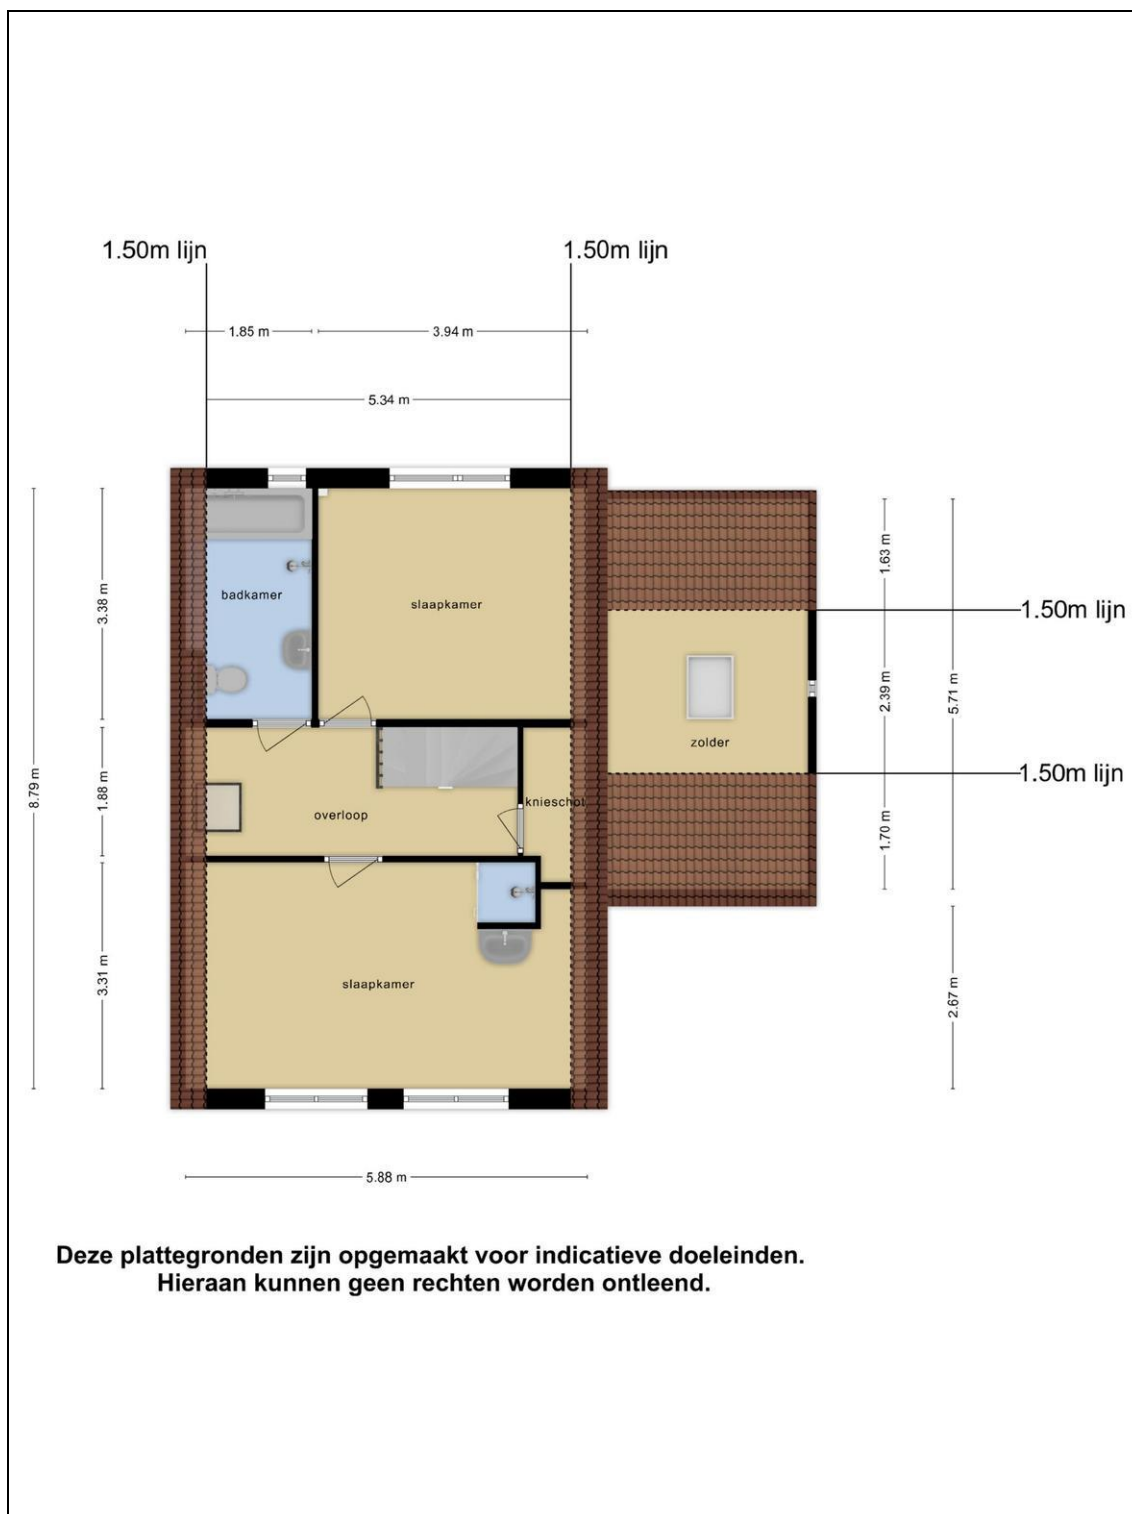 1.50m lijn
1.50m lijn
1.85 m
3.94 m
5.34 m
1.63 m
badkamer
slaapkamer
3.38 m
1.50m lijn
2.39 m
5.71 m
zolder
8.79 m
1.88 m
knieschot
overloop
1.50m lijn
1.70 m
3.31 m
slaapkamer
2.67 m
5.88 m
Deze plattegronden zijn opgemaakt voor indicatieve doeleinden.
Hieraan kunnen geen rechten worden ontleend.